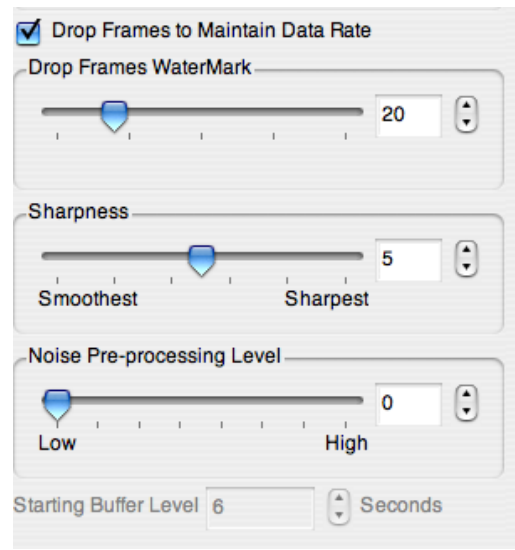 Drop Frames to Maintain Data Rate
Drop Frames WaterMark
20
Sharpness
5
Smoothest Sharpest
Noise Pre-processing Level
0
Low High
Starting Buffer Level 6 Seconds